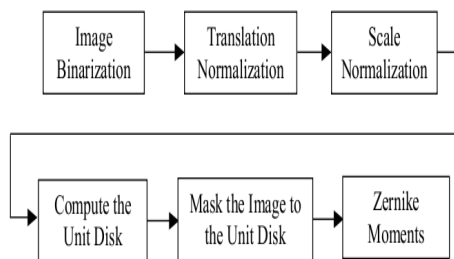 Image
Binarization
Translation
Normalization
Scale
Normalization
Compute the
Unit Disk
Mask the Image to
the Unit Disk
Zernike
Moments